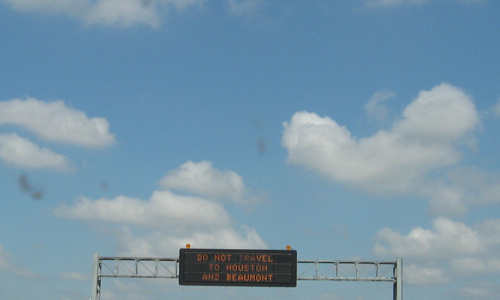 DO NOT TRAVEL
TO HOUSTON
AND BEAUMONT